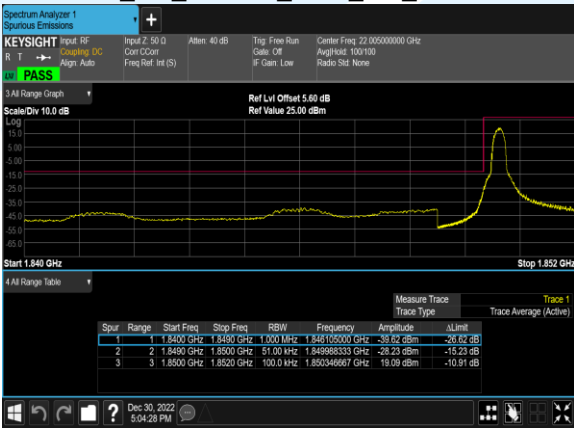 Spectrum Analyzer 1
Spurious Emissions
+
KEYSIGHT Input: RF Input Z: 50 Ω Atten: 40 dB Trig: Free Run Center Freq: 22.005000000 GHz
R T Coupling: DC Corr CCorr Gate: Off Avg|Hold: 100/100
Align: Auto Freq Ref: Int (S) IF Gain: Low Radio Std: None
LU PASS
3 All Range Graph
Ref Lvl Offset 5.60 dB
Scale/Div 10.0 dB Ref Value 25.00 dBm
Log
15.0
5.00
-5.00
-15.0
-25.0
-35.0
-45.0
-55.0
-65.0
Start 1.840 GHz Stop 1.852 GHz
4 All Range Table
Measure Trace Trace 1
Trace Type Trace Average (Active)
Spur Range Start Freq Stop Freq RBW Frequency Amplitude ΔLimit
1 1 1.8400 GHz 1.8490 GHz 1.000 MHz 1.846105000 GHz -39.62 dBm -26.62 dB
2 2 1.8490 GHz 1.8500 GHz 51.00 kHz 1.849988333 GHz -28.23 dBm -15.23 dB
3 3 1.8500 GHz 1.8520 GHz 100.0 kHz 1.850346667 GHz 19.09 dBm -10.91 dB
? Dec 30, 2022
5:04:28 PM